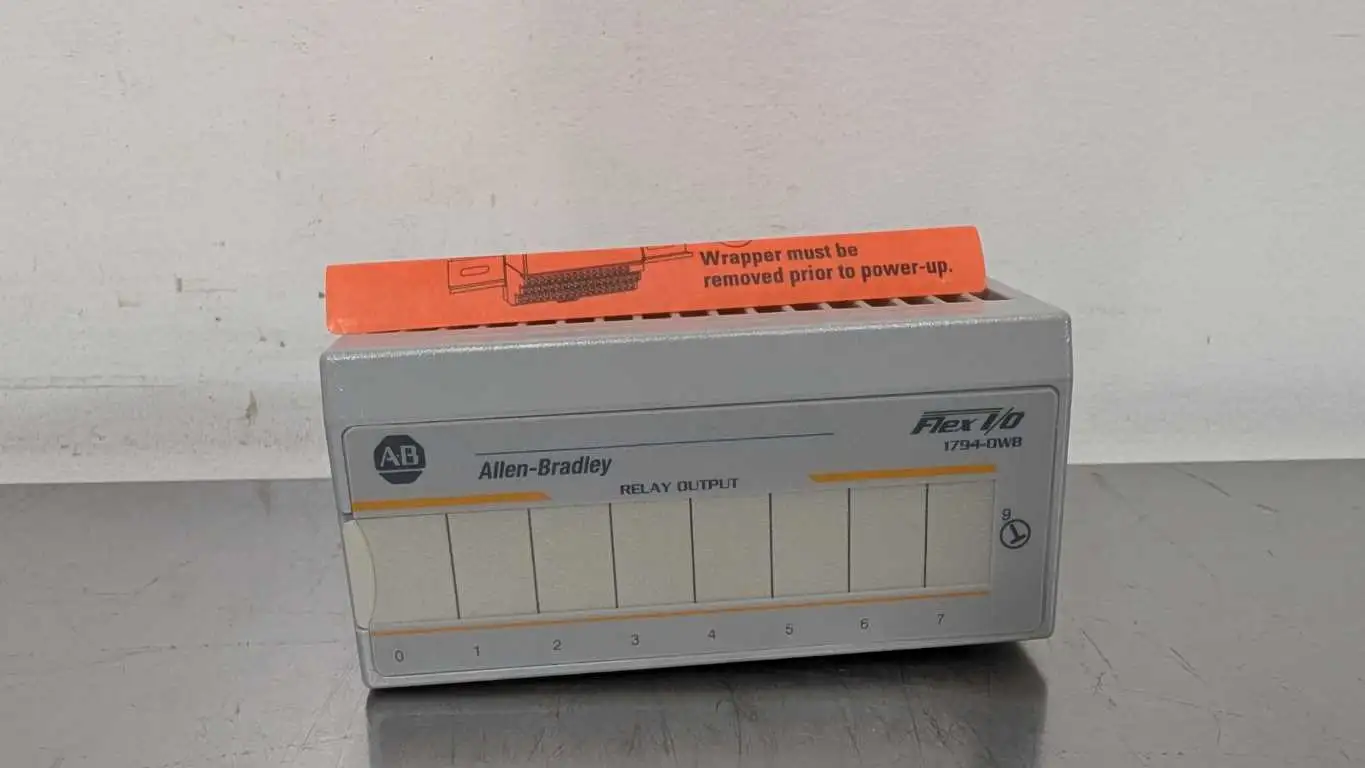 Wrapper must be
removed prior to power-up.
AB
Allen-Bradley
Flex I/O
1794-OW8
RELAY OUTPUT
9
0 1 2 3 4 5 6 7